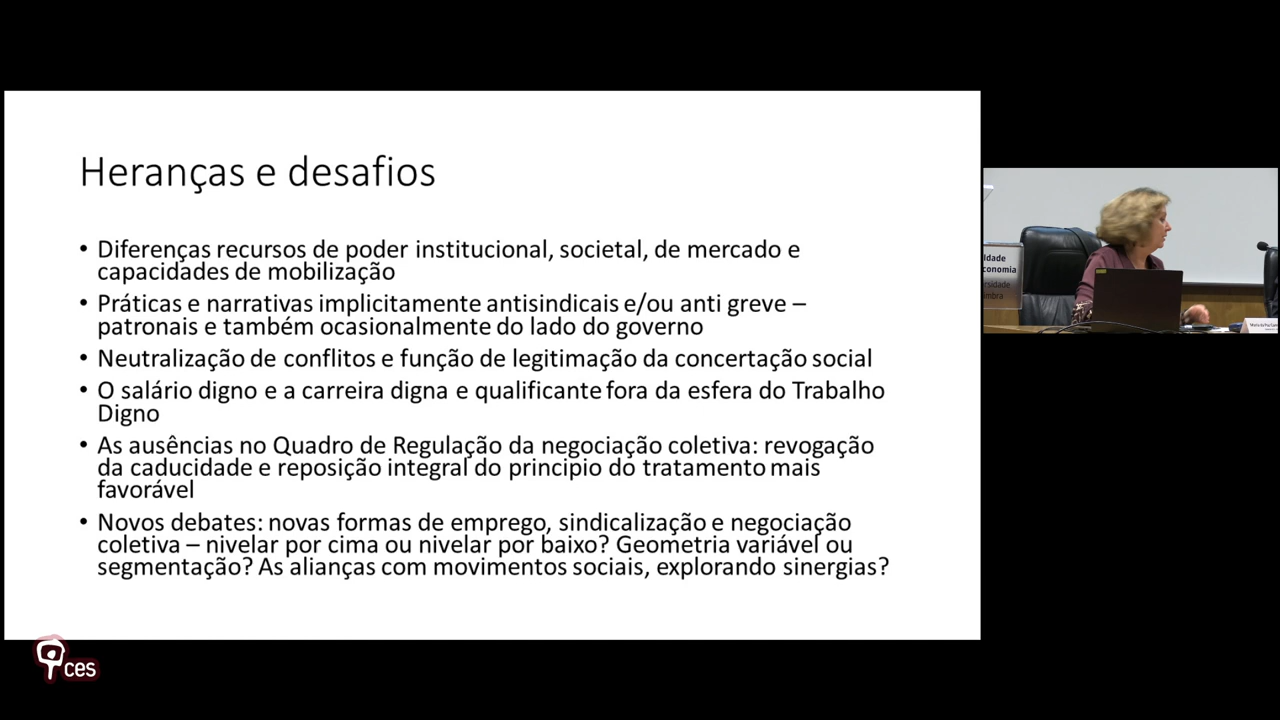 Heranças e desafios
• Diferenças recursos de poder institucional, societal, de mercado e
capacidades de mobilização
• Práticas e narrativas implicitamente antisindicais e/ou anti greve –
patronais e também ocasionalmente do lado do governo
• Neutralização de conflitos e função de legitimação da concertação social
• O salário digno e a carreira digna e qualificante fora da esfera do Trabalho
Digno
• As ausências no Quadro de Regulação da negociação coletiva: revogação
da caducidade e reposição integral do principio do tratamento mais
favorável
• Novos debates: novas formas de emprego, sindicalização e negociação
coletiva – nivelar por cima ou nivelar por baixo? Geometria variável ou
segmentação? As alianças com movimentos sociais, explorando sinergias?
ldade
conomia
rsidade
imbra
ces